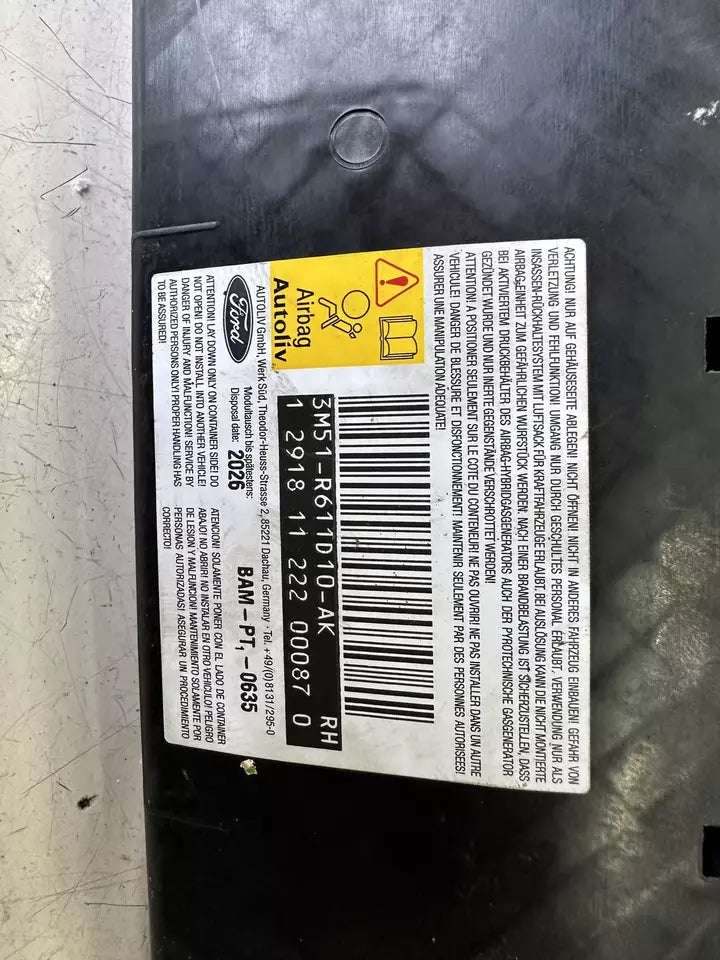 ACHTUNG! NUR AUF GEHÄUSESEITE ABLEGEN! NICHT ÖFFNEN! NICHT IN ANDERES FAHRZEUG EINBAUEN! GEFAHR VON
VERLETZUNG UND FEHLFUNKTION! UMGANG NUR DURCH GESCHULTES PERSONAL ERLAUBT. VERWENDUNG NUR ALS
INSASSEN-RÜCKHALTESYSTEM MIT LUFTSACK FÜR KRAFTFAHRZEUGE ERLAUBT. BEI AUSLÖSUNG KANN DIE NICHT MONTIERTE
AIRBAG-EINHEIT ZUM GEFÄHRLICHEN WURFSTÜCK WERDEN. NACH EINER BRANDBELASTUNG IST SICHERZUSTELLEN, DASS
BEI AKTIVIERTEM DRUCKBEHÄLTER DES AIRBAG-HYBRIDGASGENERATORS AUCH DER PYROTECHNISCHE GASGENERATOR
GEZÜNDET WURDE UND NUR INERTE GEGENSTÄNDE VERSCHROTTET WERDEN!
ATTENTION! A POSITIONER SEULEMENT SUR LE COTE DU CONTENEUR! NE PAS OUVRIR! NE PAS INSTALLER DANS UN AUTRE
VEHICULE! DANGER DE BLESSURE ET DISFONCTIONNEMENT! MAINTENIR SEULEMENT PAR DES PERSONNES AUTORISEES!
ASSURER UNE MANIPULATION ADEQUATE!
Airbag
Autoliv
3M51-R611D10-AK RH
1 2918 11 222 00087 0
AUTOLIV GmbH, Werk Süd, Theodor-Heuss-Strasse 2, 85221 Dachau, Germany · Tel. +49/(0)8131/295-0
Ford
Modultausch bis spätestens:
Disposal date: 2026
BAM-PT₁-0635
ATTENTION! LAY DOWN ONLY ON CONTAINER SIDE! DO
NOT OPEN! DO NOT INSTALL INTO ANOTHER VEHICLE!
DANGER OF INJURY AND MALFUNCTION! SERVICE BY
AUTHORIZED PERSONS ONLY! PROPER HANDLING HAS
TO BE ASSURED!
ATENCION! SOLAMENTE PONER CON EL LADO DE CONTAINER
ABAJO! NO ABRIR! NO INSTALAR EN OTRO VEHICULO! PELIGRO
DE LESION Y MALFUNCION! MANTENIMIENTO SOLAMENTE POR
PERSONAS AUTORIZADAS! ASEGURAR UN PROCEDIMIENTO
CORRECTO!